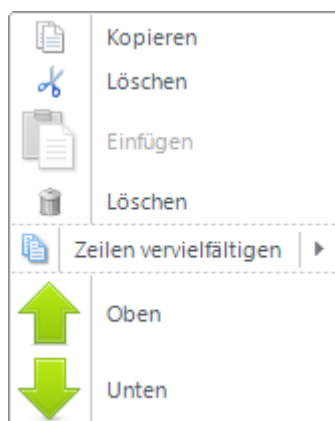 Kopieren
Löschen
Einfügen
Löschen
Zeilen vervielfältigen
Oben
Unten